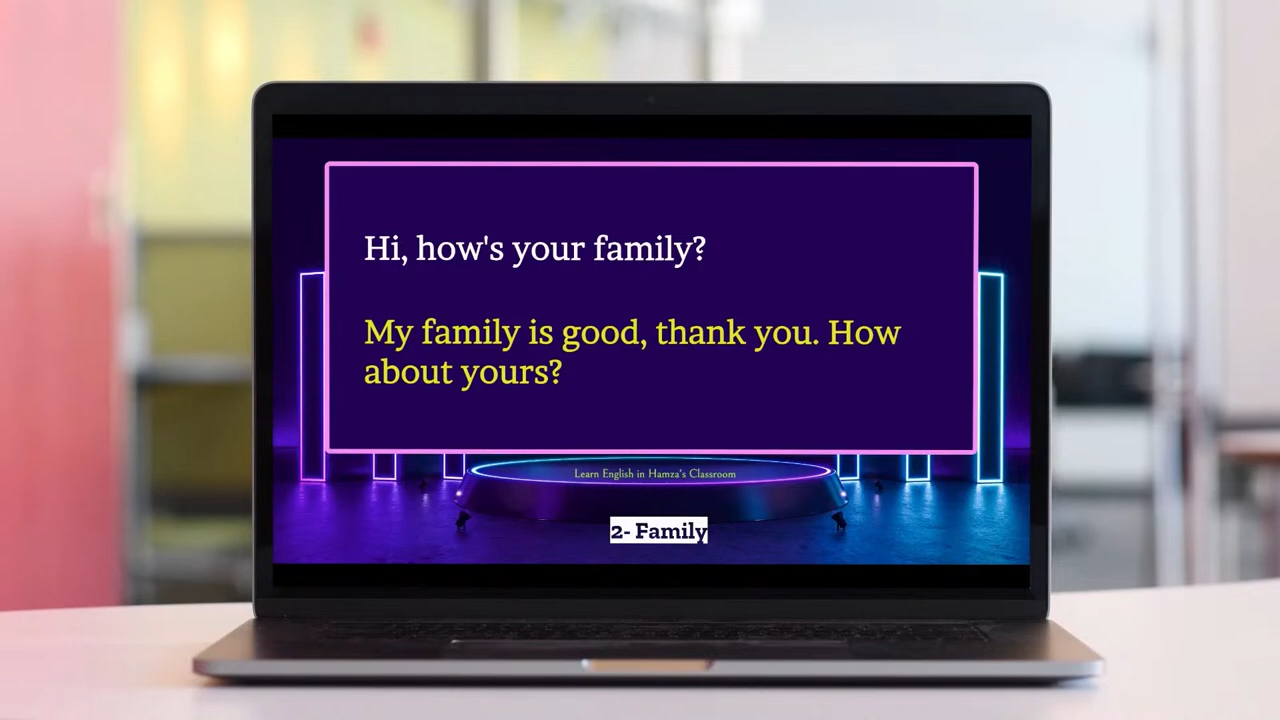 Hi, how's your family?
My family is good, thank you. How
about yours?
Learn English in Hamza's Classroom
2- Family